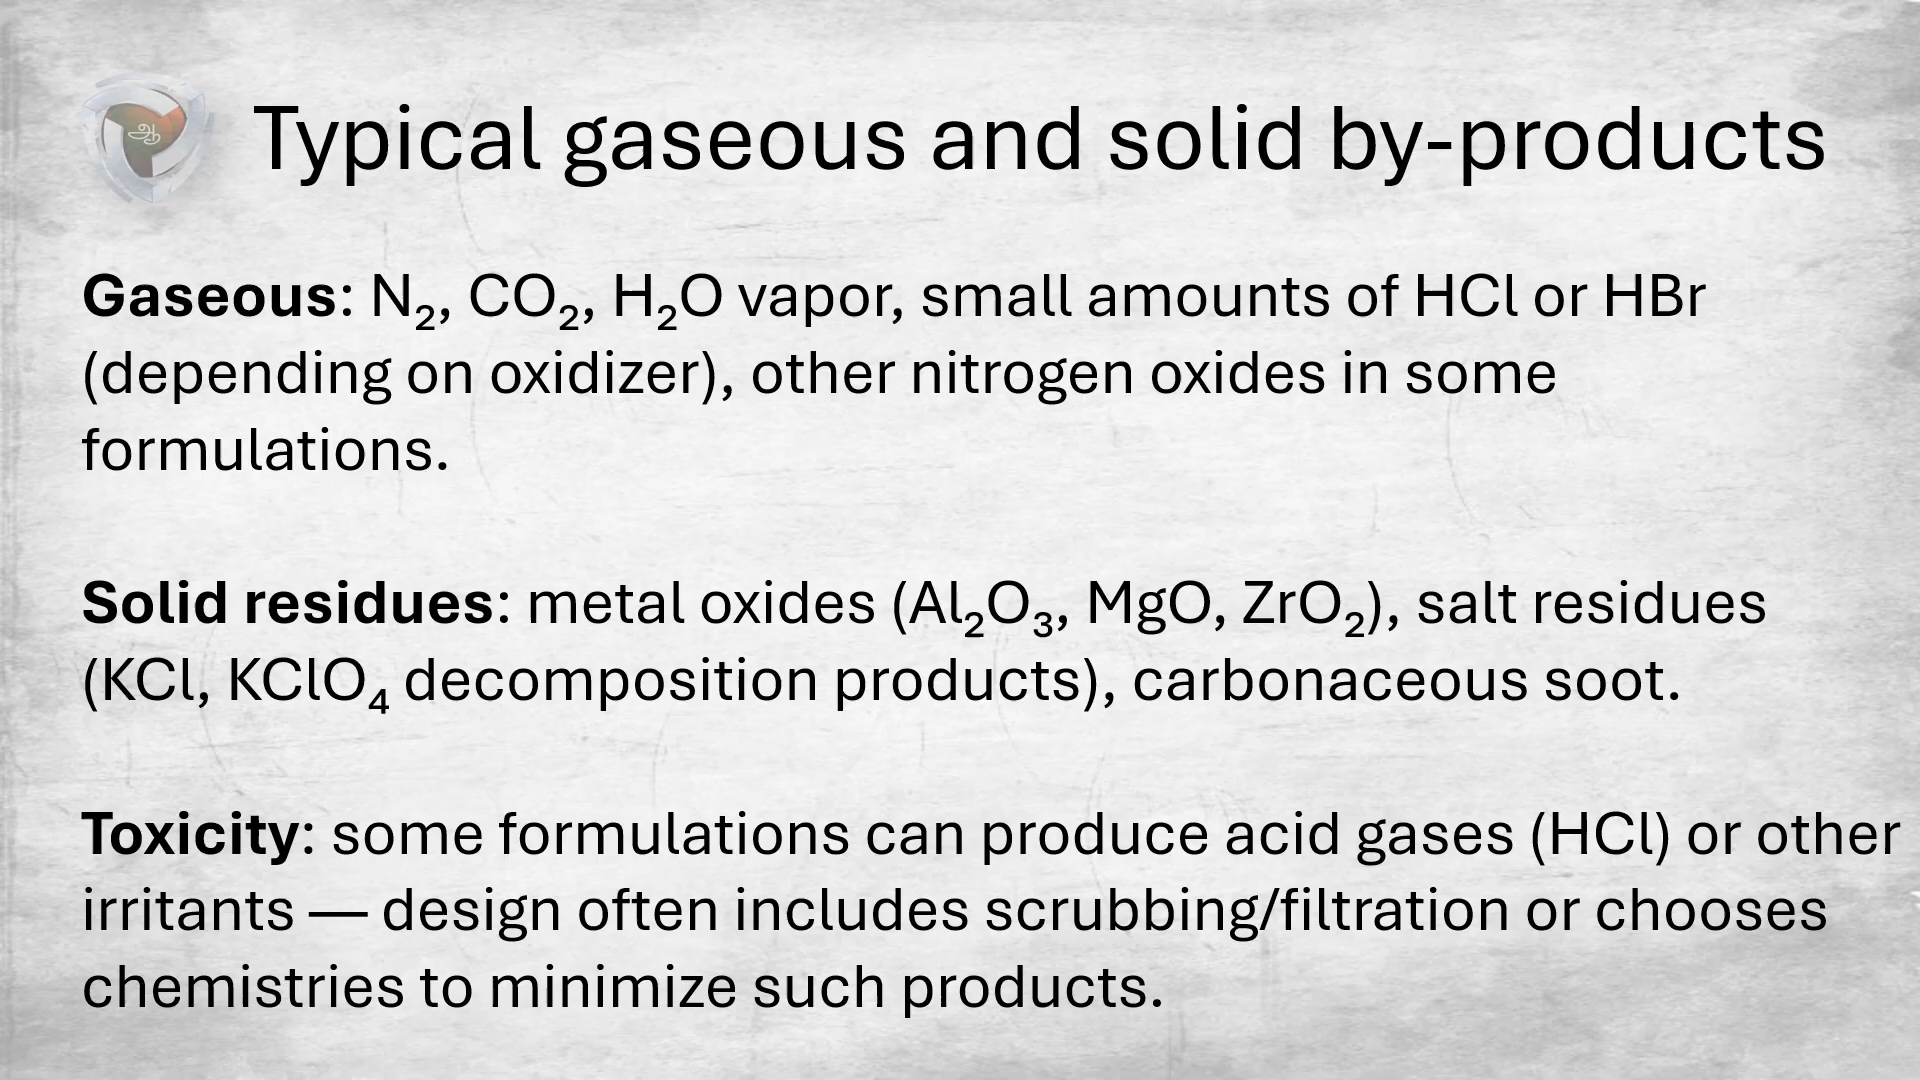 ஆ
Typical gaseous and solid by-products
Gaseous: N₂, CO₂, H₂O vapor, small amounts of HCl or HBr
(depending on oxidizer), other nitrogen oxides in some
formulations.
Solid residues: metal oxides (Al₂O₃, MgO, ZrO₂), salt residues
(KCl, KClO₄ decomposition products), carbonaceous soot.
Toxicity: some formulations can produce acid gases (HCl) or other
irritants — design often includes scrubbing/filtration or chooses
chemistries to minimize such products.